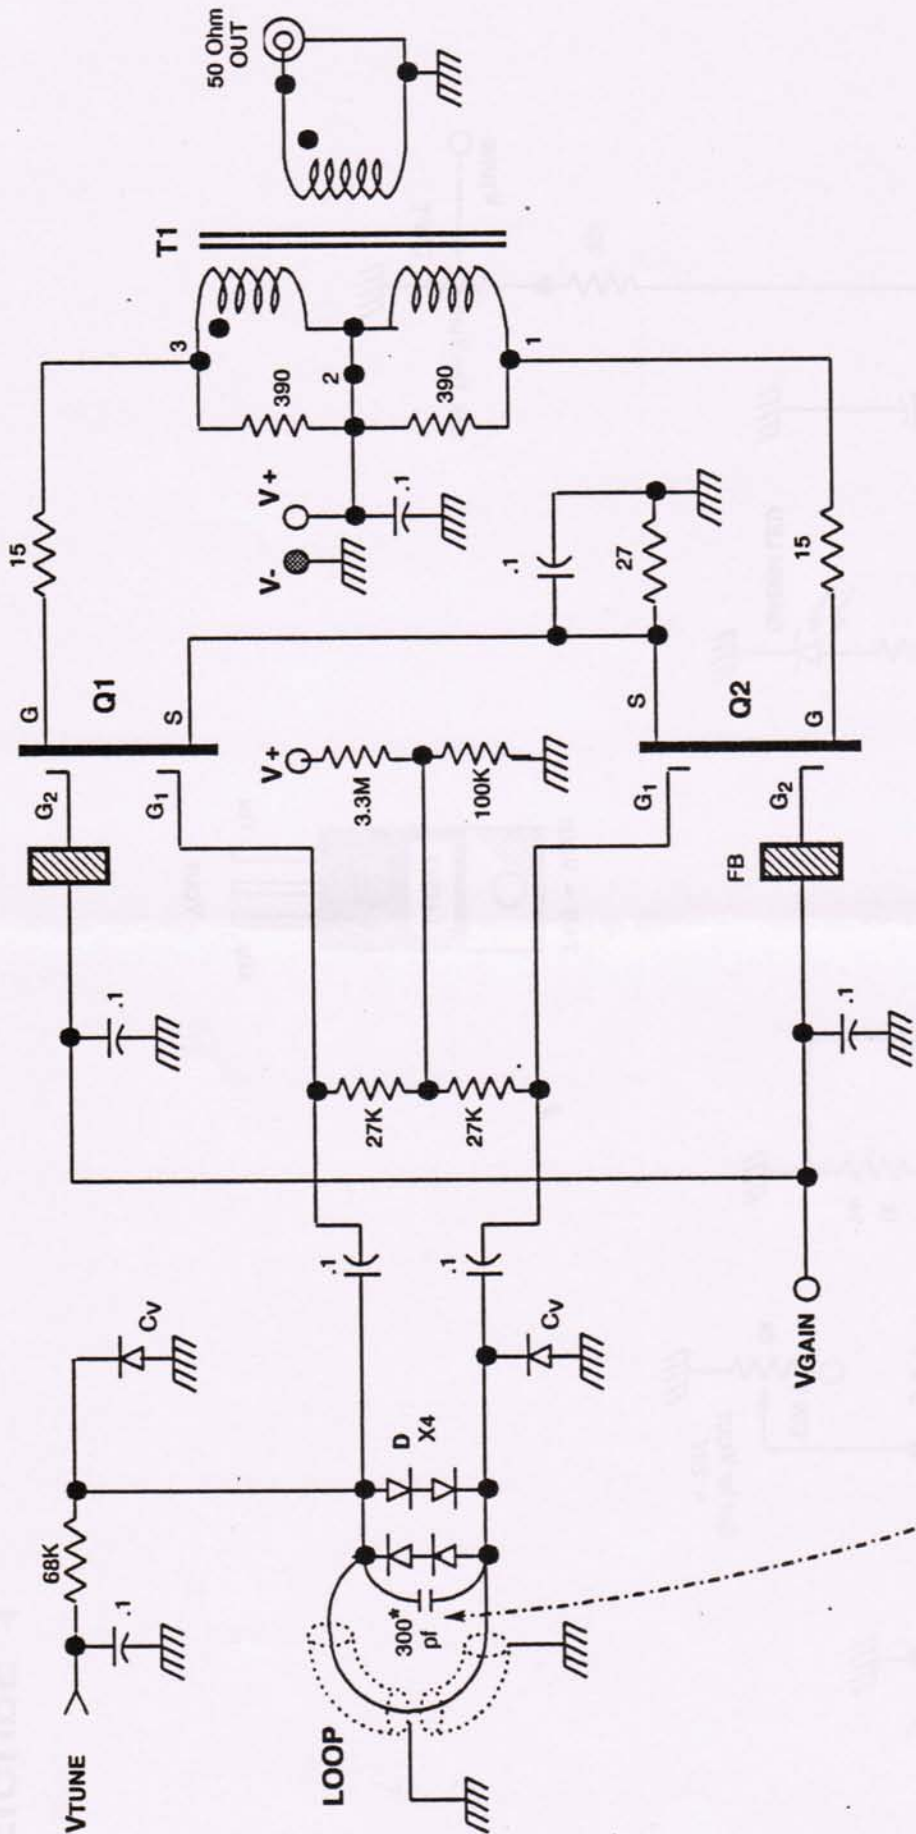 VTUNE
68K
.1
CV
LOOP
300*
pf
D
X4
.1
.1
CV
VGAIN
27K
27K
.1
.1
G2
G1
Q1
G
S
V+
3.3M
100K
G1
FB
G2
S
Q2
G
15
V-
V+
.1
.1
27
15
390
390
3
2
1
T1
50 Ohm
OUT